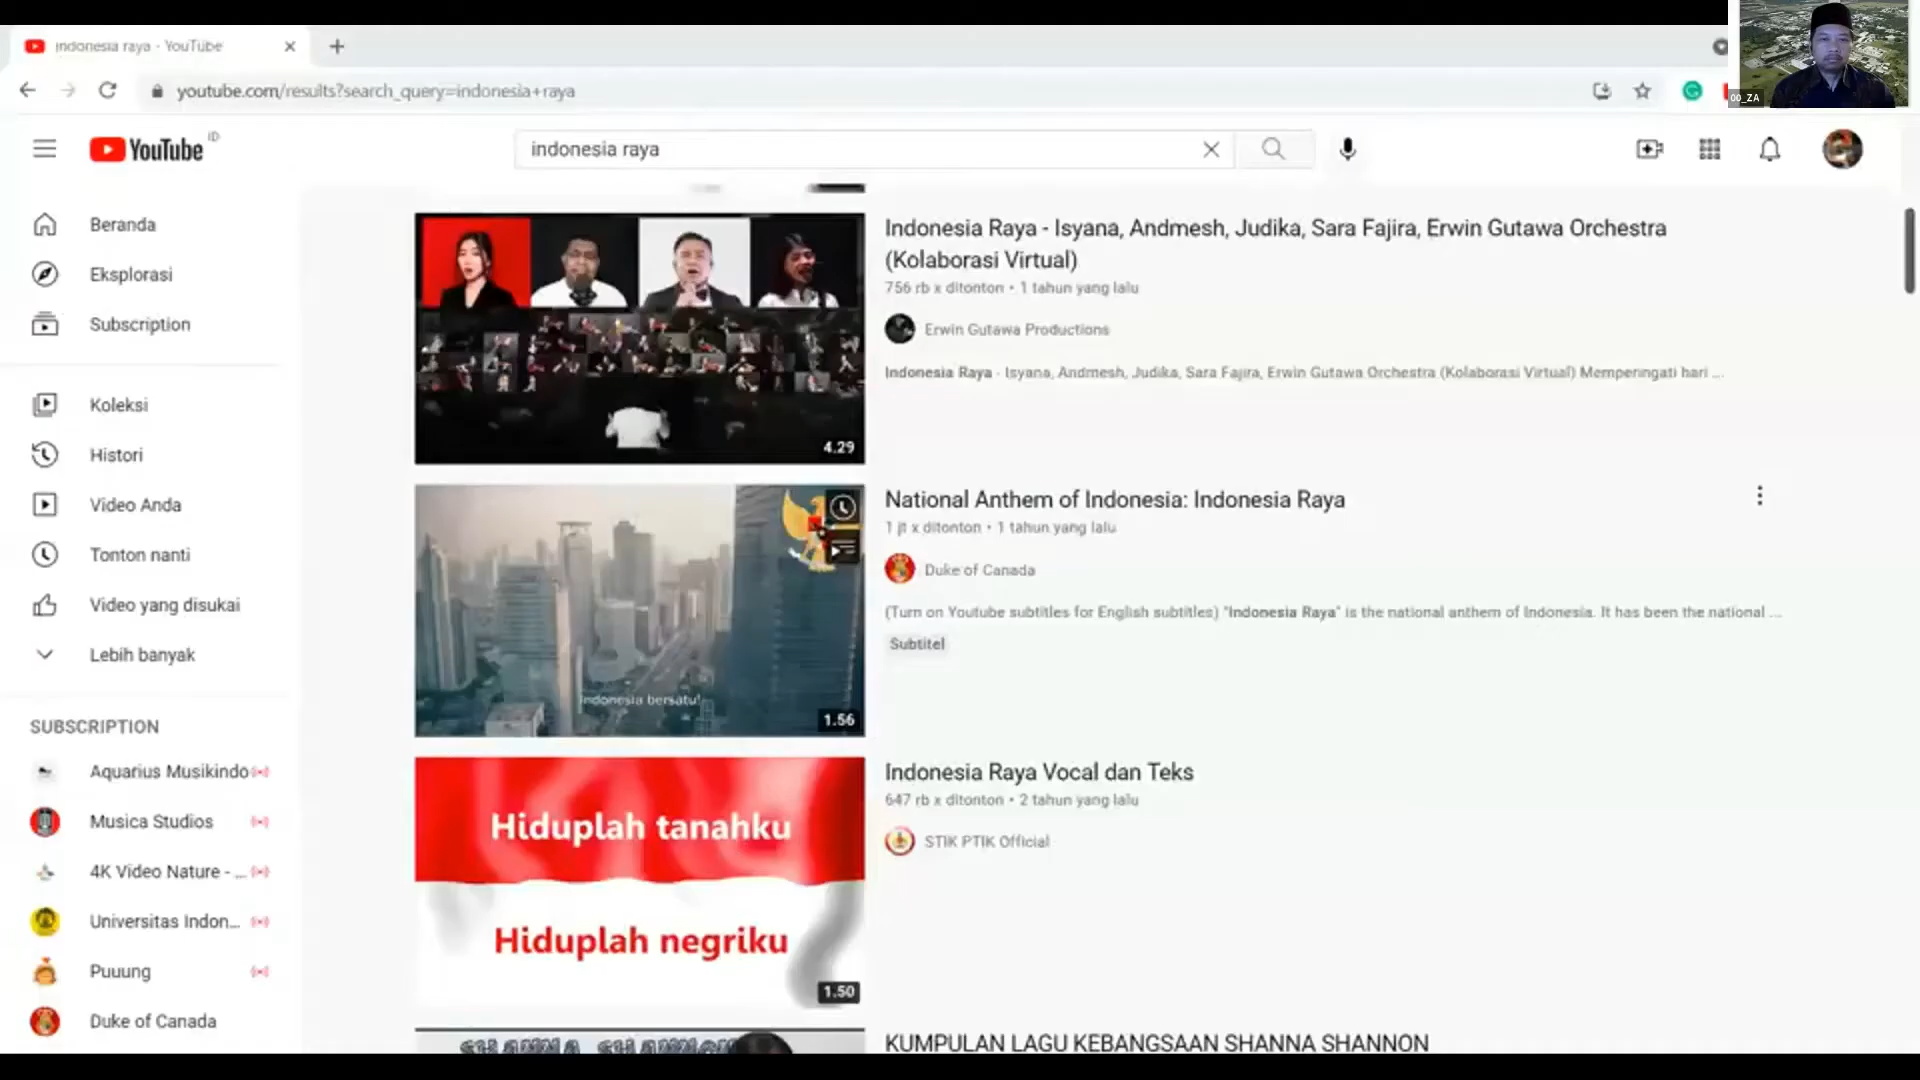 indonesia raya - YouTube
youtube.com/results?search_query=indonesia+raya
OO_ZA
YouTube ID
indonesia raya
Beranda
Eksplorasi
Subscription
Koleksi
Histori
Video Anda
Tonton nanti
Video yang disukai
Lebih banyak
SUBSCRIPTION
Aquarius Musikindo
Musica Studios
4K Video Nature - ...
Universitas Indon...
Puuung
Duke of Canada
4.29
Indonesia Raya - Isyana, Andmesh, Judika, Sara Fajira, Erwin Gutawa Orchestra
(Kolaborasi Virtual)
756 rb x ditonton • 1 tahun yang lalu
Erwin Gutawa Productions
Indonesia Raya - Isyana, Andmesh, Judika, Sara Fajira, Erwin Gutawa Orchestra (Kolaborasi Virtual) Memperingati hari ...
Indonesia bersatu!
1.56
National Anthem of Indonesia: Indonesia Raya
1 jt x ditonton • 1 tahun yang lalu
Duke of Canada
(Turn on Youtube subtitles for English subtitles) "Indonesia Raya" is the national anthem of Indonesia. It has been the national ...
Subtitel
Hiduplah tanahku
Hiduplah negriku
1.50
Indonesia Raya Vocal dan Teks
647 rb x ditonton • 2 tahun yang lalu
STIK PTIK Official
SHANNA SHANNON
KUMPULAN LAGU KEBANGSAAN SHANNA SHANNON